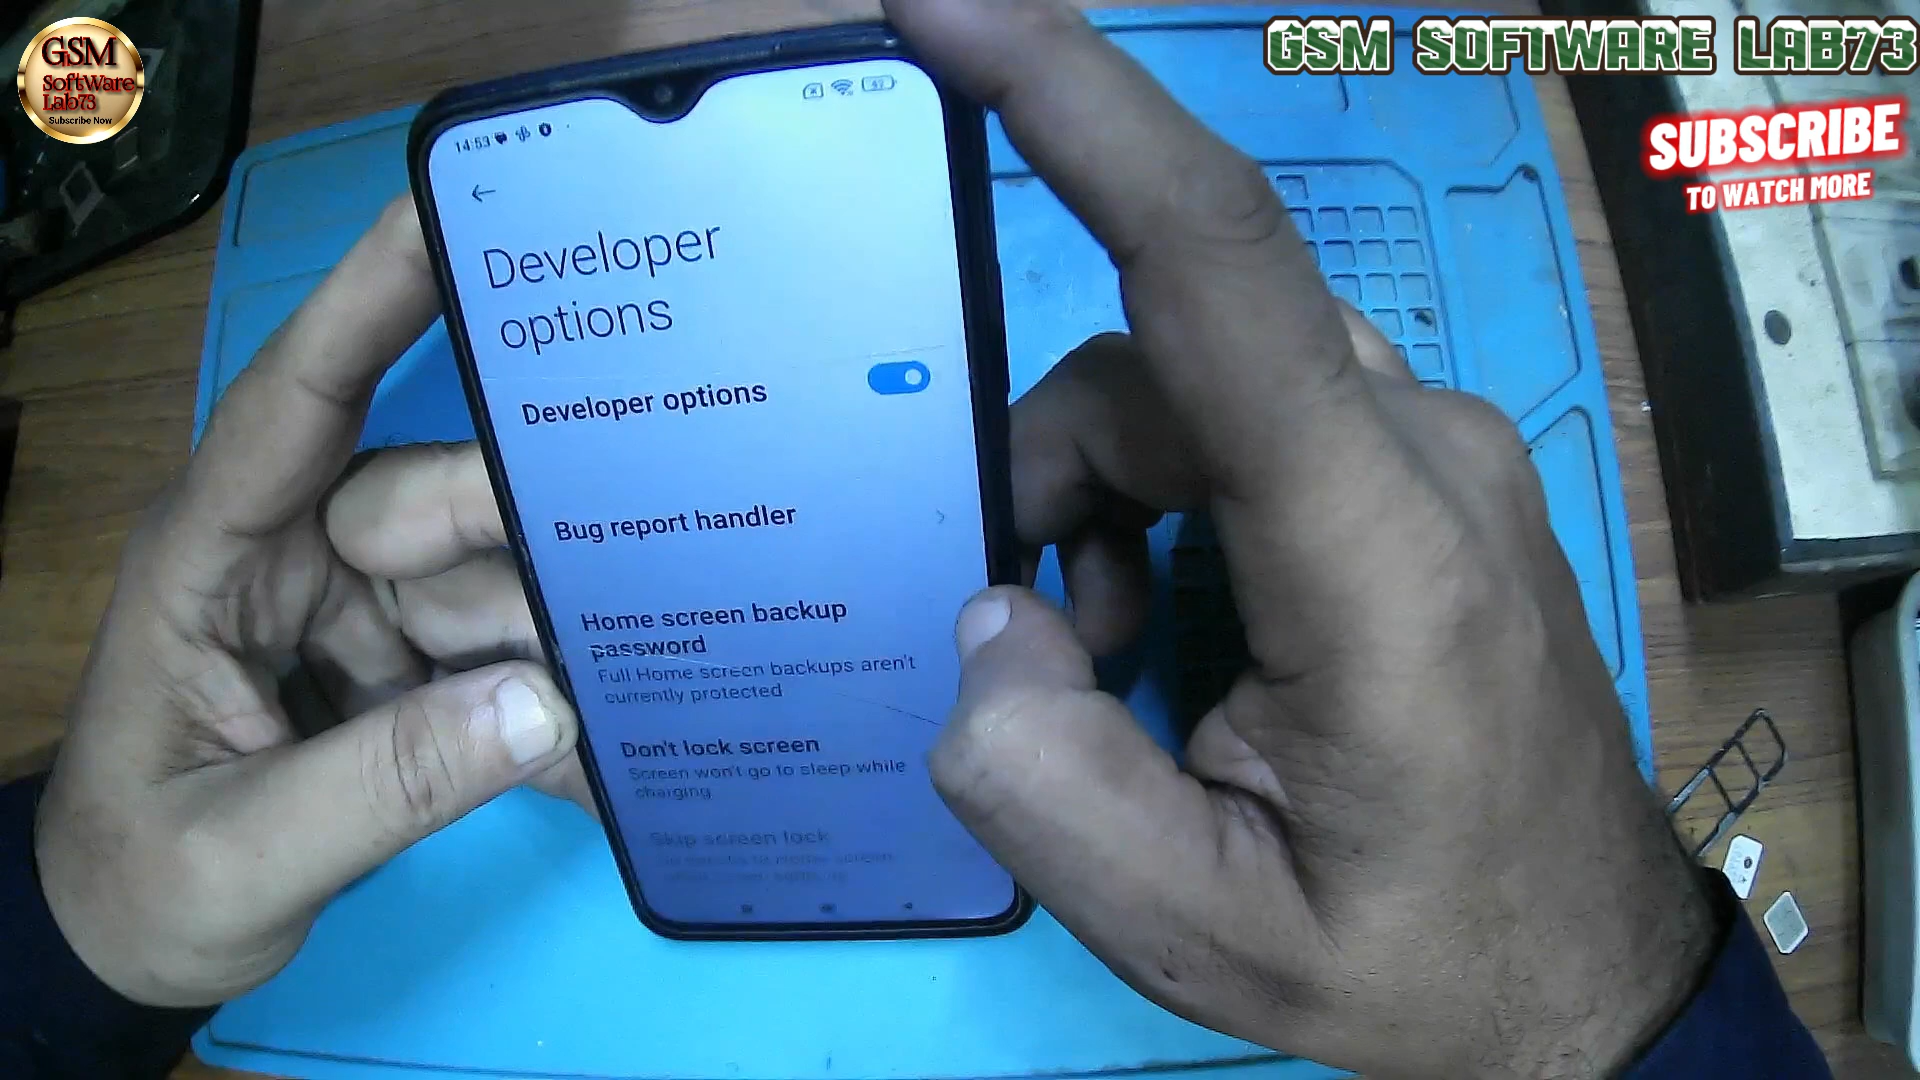 GSM
SoftWare
Lab73
Subscribe Now
GSM SOFTWARE LAB73
SUBSCRIBE
TO WATCH MORE
14:53
Developer
options
Developer options
Bug report handler
Home screen backup
password
Full Home screen backups aren't
currently protected
Don't lock screen
Screen won't go to sleep while
charging
Skip screen lock